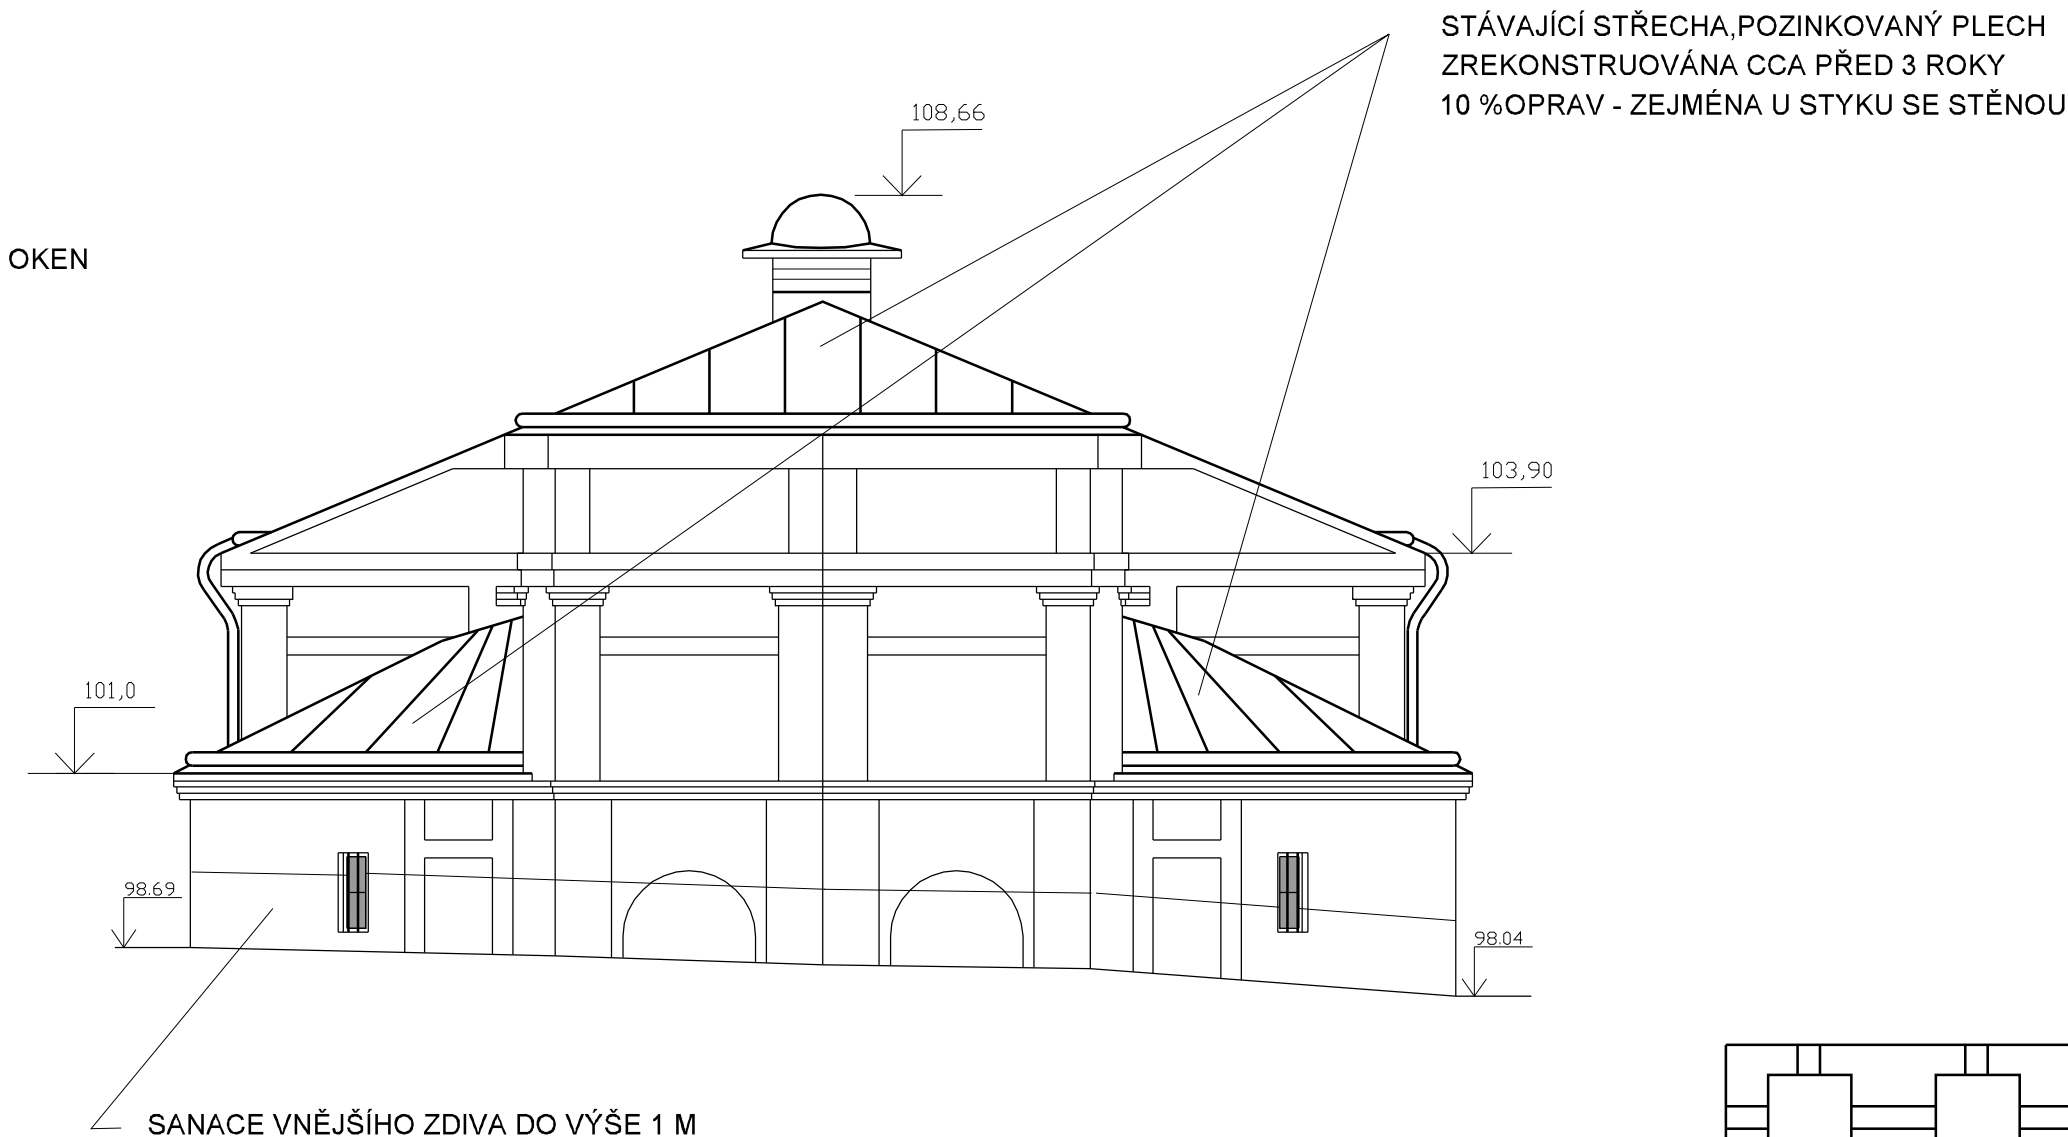 STÁVAJÍCÍ STŘECHA,POZINKOVANÝ PLECH
ZREKONSTRUOVÁNA CCA PŘED 3 ROKY
10 %OPRAV - ZEJMÉNA U STYKU SE STĚNOU
108,66
OKEN
103,90
101,0
98.69
98.04
SANACE VNĚJŠÍHO ZDIVA DO VÝŠE 1 M